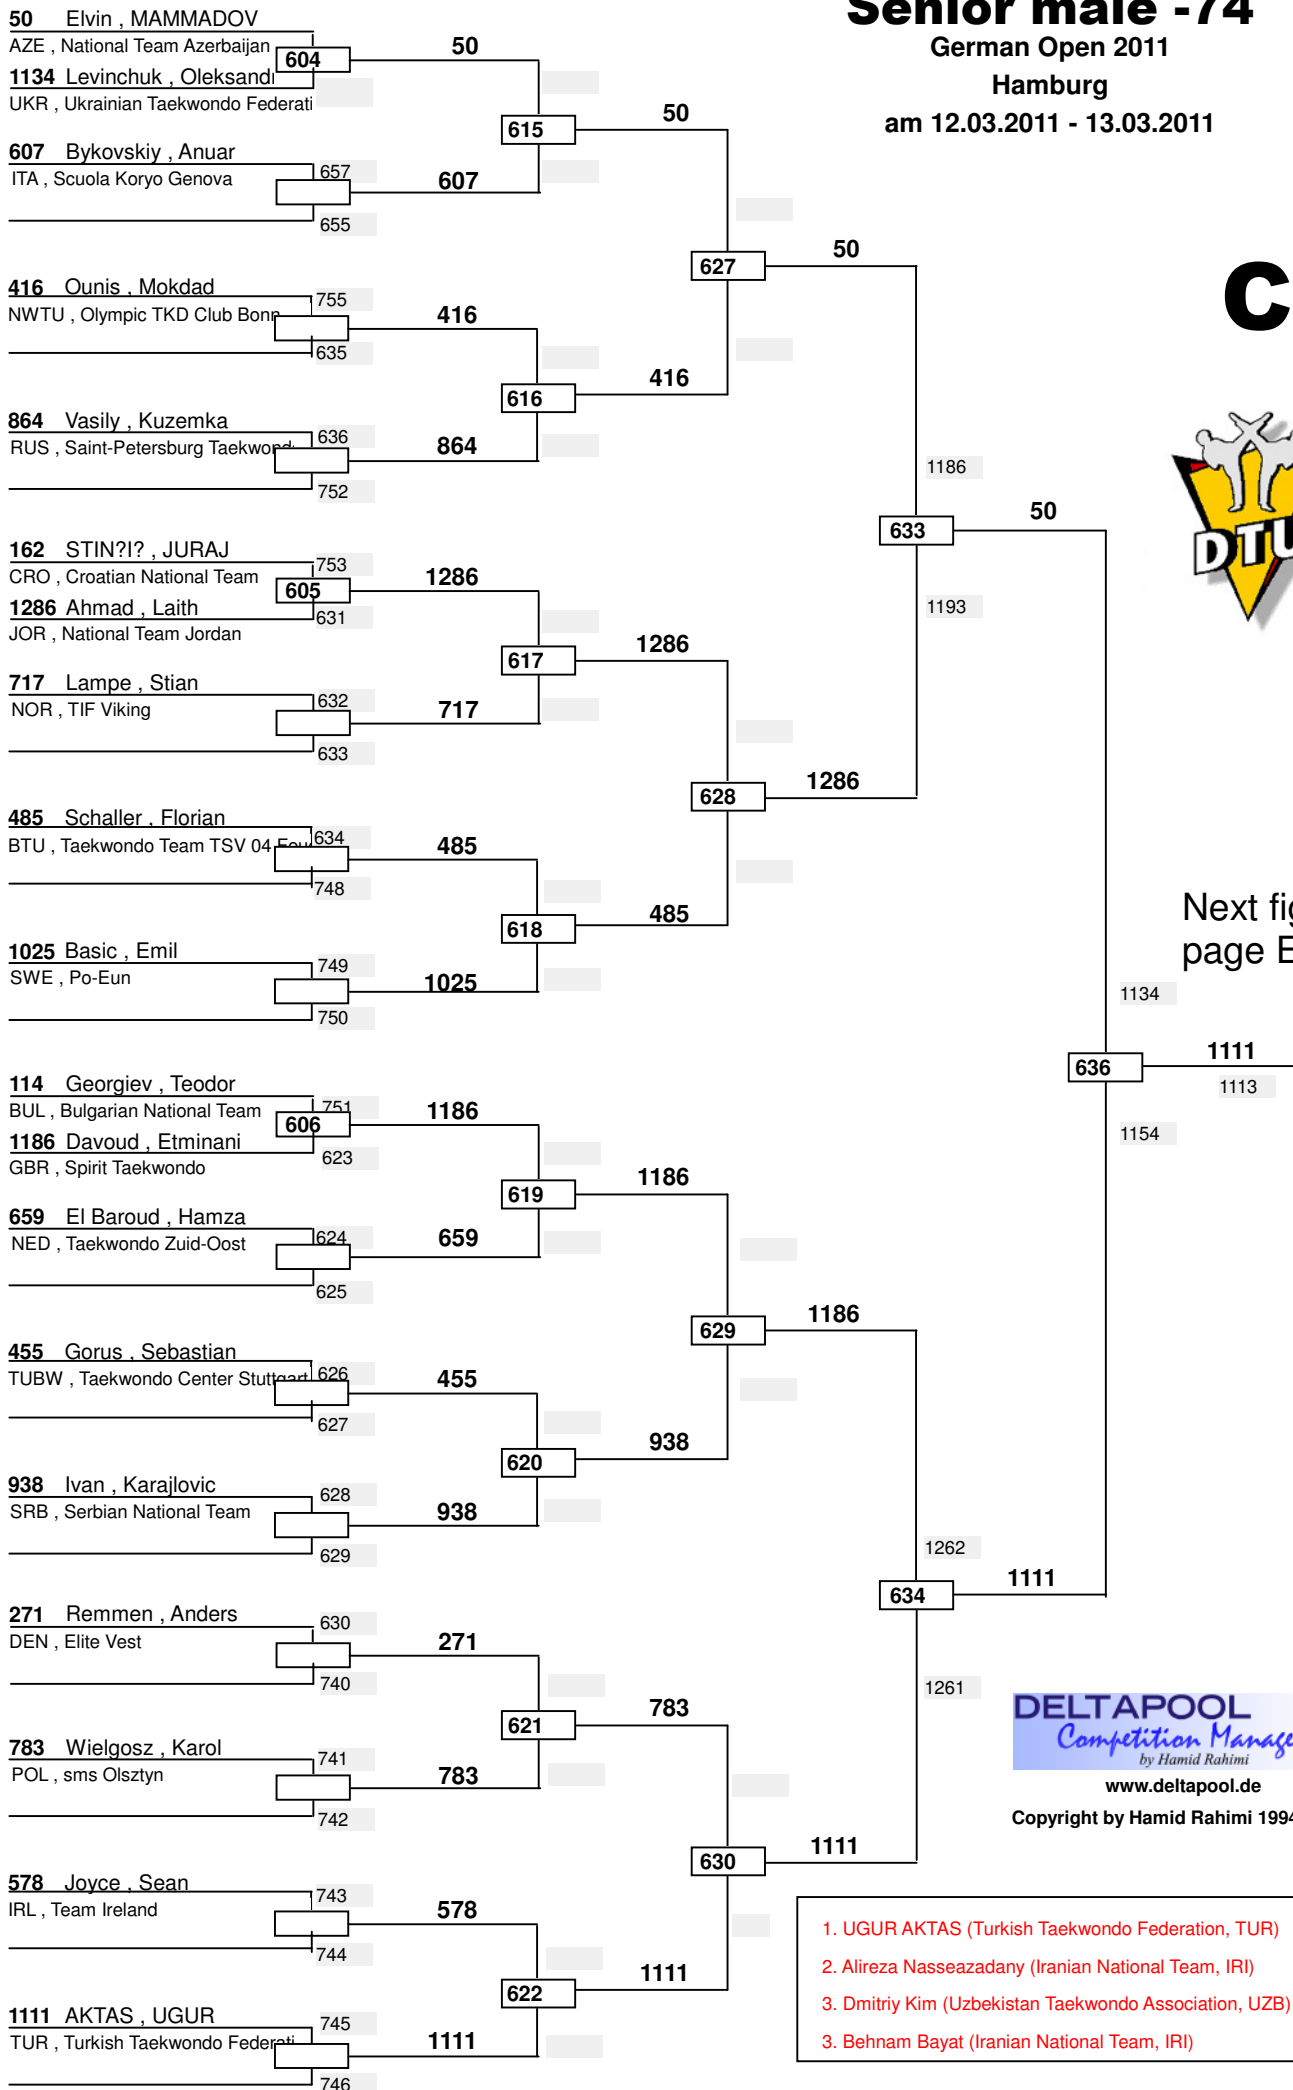 Senior male -74
German Open 2011
Hamburg
am 12.03.2011 - 13.03.2011
C
DTU
50 Elvin , MAMMADOV
AZE , National Team Azerbaijan
604
50
1134 Levinchuk , Oleksand
UKR , Ukrainian Taekwondo Federati
615
50
607 Bykovskiy , Anuar
ITA , Scuola Koryo Genova
657
607
655
627
50
416 Ounis , Mokdad
NWTU , Olympic TKD Club Bonn
755
416
635
616
416
864 Vasily , Kuzemka
RUS , Saint-Petersburg Taekwond
636
864
752
1186
633
50
1193
162 STIN?I? , JURAJ
CRO , Croatian National Team
753
605
1286
1286 Ahmad , Laith
JOR , National Team Jordan
631
617
1286
717 Lampe , Stian
NOR , TIF Viking
632
717
633
628
1286
485 Schaller , Florian
BTU , Taekwondo Team TSV 04 Feu
634
485
748
618
485
1025 Basic , Emil
SWE , Po-Eun
749
1025
750
Next fig
page E
1134
636
1111
1113
1154
114 Georgiev , Teodor
BUL , Bulgarian National Team
751
606
1186
1186 Davoud , Etminani
GBR , Spirit Taekwondo
623
619
1186
659 El Baroud , Hamza
NED , Taekwondo Zuid-Oost
624
659
625
629
1186
455 Gorus , Sebastian
TUBW , Taekwondo Center Stuttgart
626
455
627
620
938
938 Ivan , Karajlovic
SRB , Serbian National Team
628
938
629
1262
634
1111
1261
271 Remmen , Anders
DEN , Elite Vest
630
271
740
621
783
783 Wielgosz , Karol
POL , sms Olsztyn
741
783
742
630
1111
578 Joyce , Sean
IRL , Team Ireland
743
578
744
622
1111
1111 AKTAS , UGUR
TUR , Turkish Taekwondo Federati
745
1111
746
DELTAPOOL
Competition Manage
by Hamid Rahimi
www.deltapool.de
Copyright by Hamid Rahimi 1994
1. UGUR AKTAS (Turkish Taekwondo Federation, TUR)
2. Alireza Nasseazadany (Iranian National Team, IRI)
3. Dmitriy Kim (Uzbekistan Taekwondo Association, UZB)
3. Behnam Bayat (Iranian National Team, IRI)